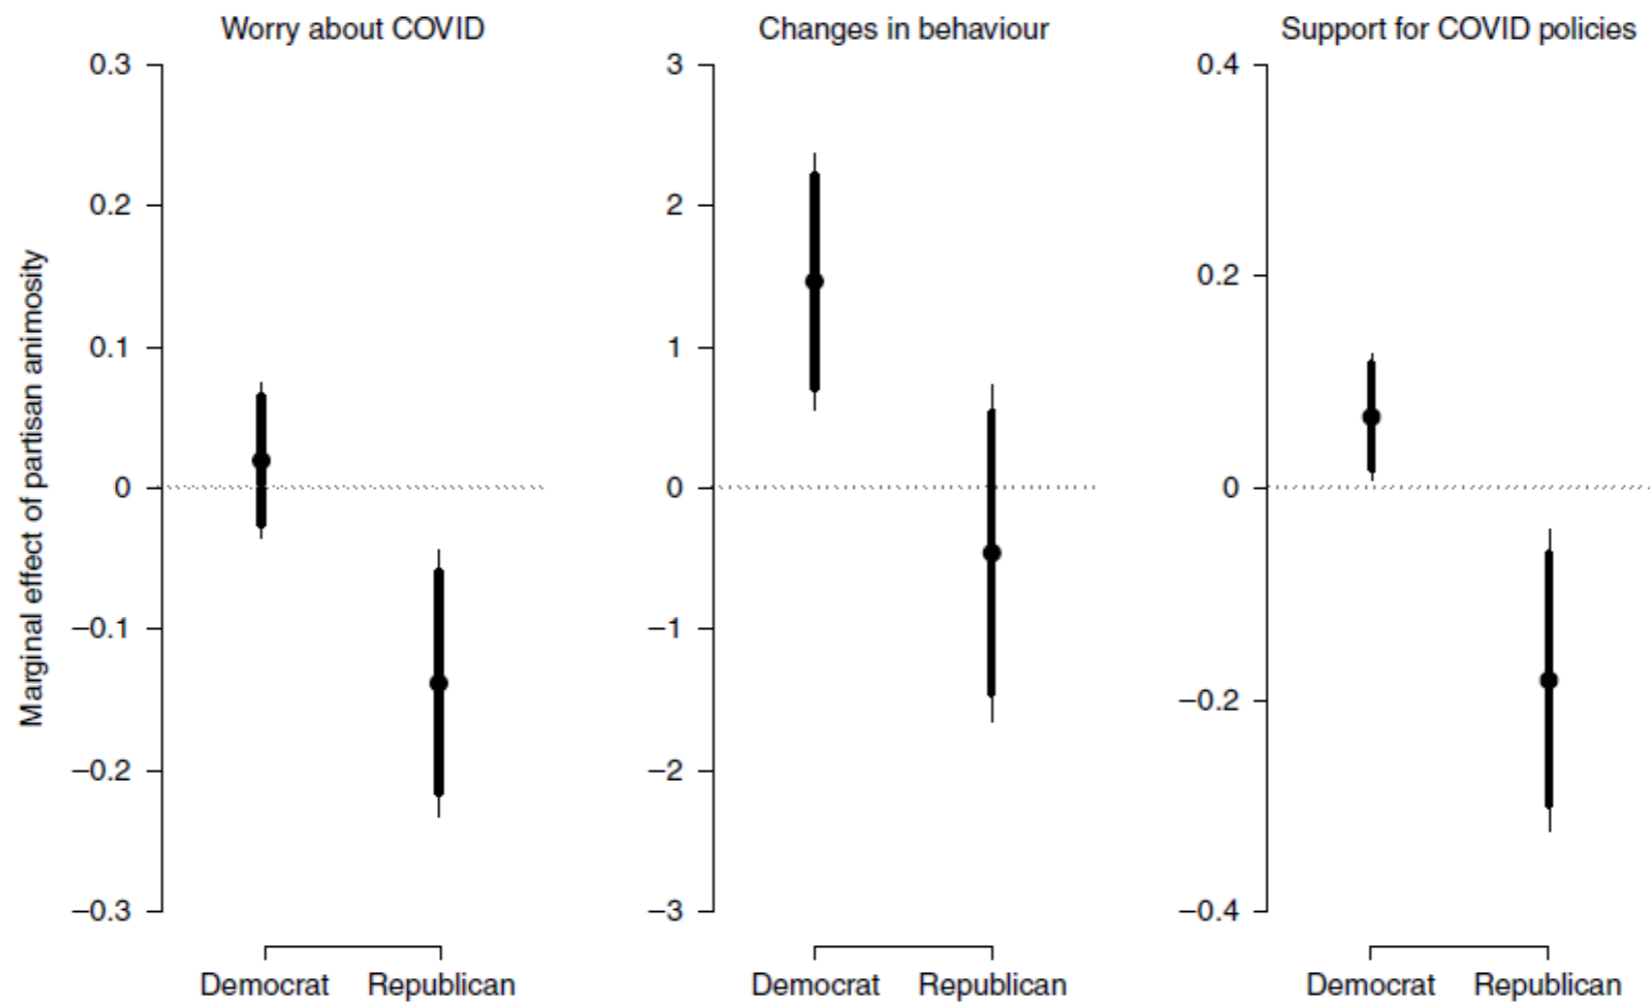 Worry about COVID
Changes in behaviour
Support for COVID policies
Marginal effect of partisan animosity
0.3
0.2
0.1
0
−0.1
−0.2
−0.3
3
2
1
0
−1
−2
−3
0.4
0.2
0
−0.2
−0.4
Democrat Republican
Democrat Republican
Democrat Republican